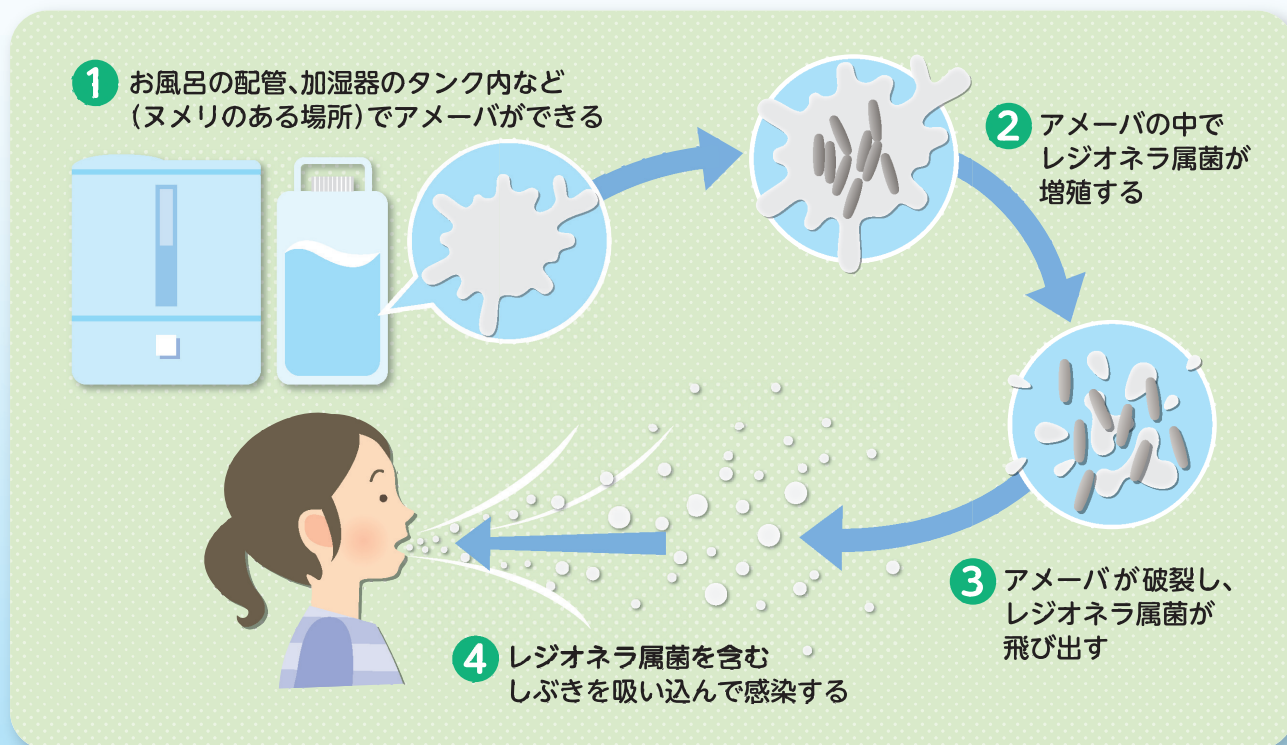 1 お風呂の配管、加湿器のタンク内など
(ヌメリのある場所)でアメーバができる
2 アメーバの中で
レジオネラ属菌が
増殖する
3 アメーバが破裂し、
レジオネラ属菌が
飛び出す
4 レジオネラ属菌を含む
しぶきを吸い込んで感染する